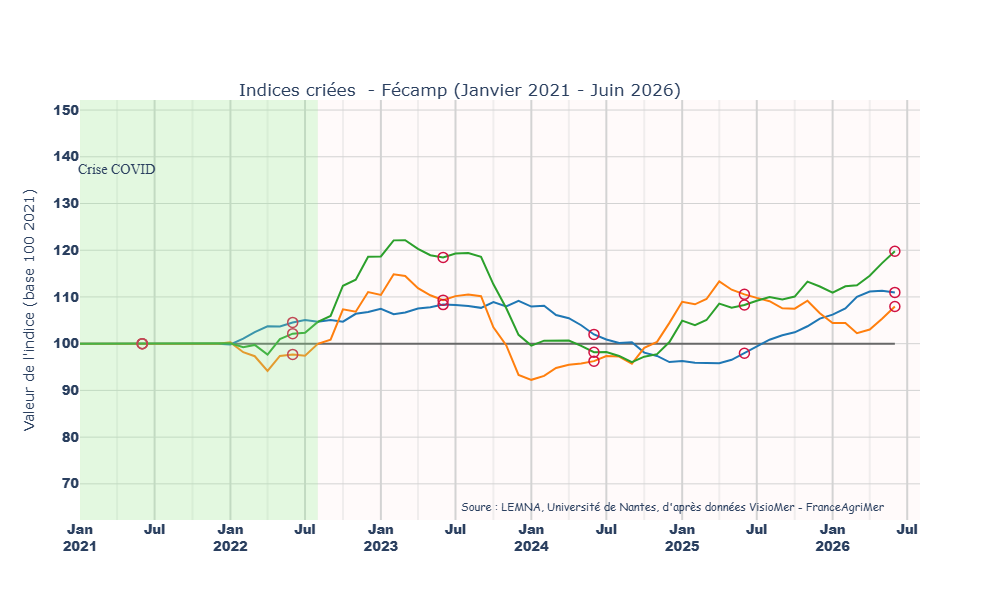 Indices criées - Fécamp (Janvier 2021 - Juin 2026)
Valeur de l'indice (base 100 2021)
150
140
Crise COVID
130
120
110
100
90
80
70
Soure : LEMNA, Université de Nantes, d'après données VisioMer - FranceAgriMer
Jan Jul Jan Jul Jan Jul Jan Jul Jan Jul Jan Jul
2021 2022 2023 2024 2025 2026